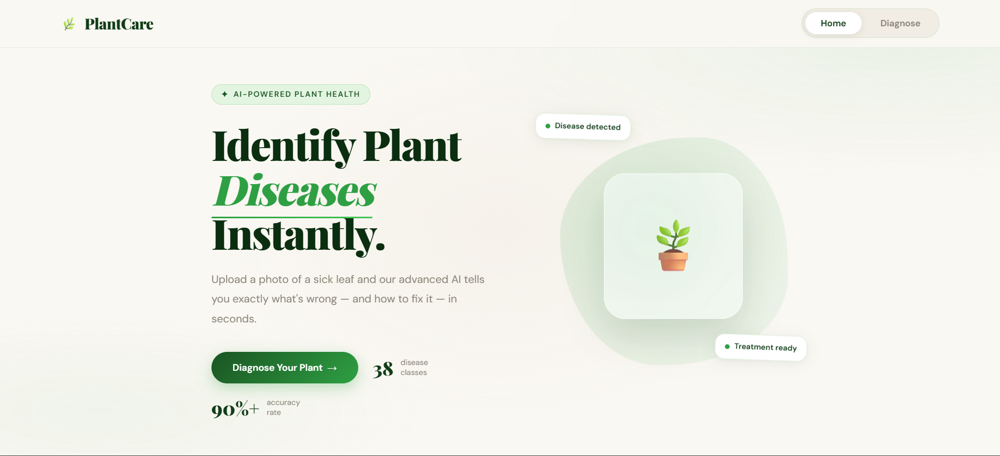 PlantCare
Home
Diagnose
✦ AI-POWERED PLANT HEALTH
Identify Plant
Diseases
Instantly.
Upload a photo of a sick leaf and our advanced AI tells
you exactly what's wrong — and how to fix it — in
seconds.
Diagnose Your Plant →
38
disease
classes
90%+
accuracy
rate
Disease detected
Treatment ready